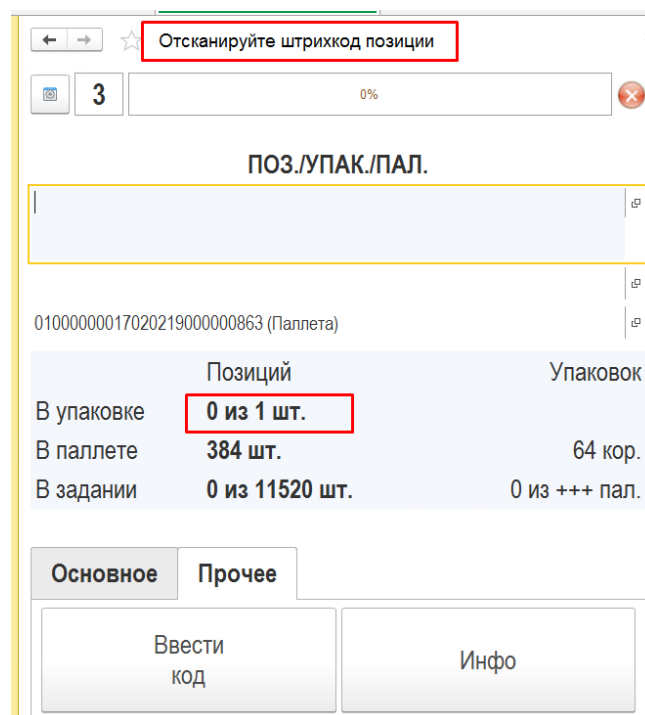 Отсканируйте штрихкод позиции
3
0%
ПОЗ./УПАК./ПАЛ.
01000000017020219000000863 (Паллета)
Позиций Упаковок
В упаковке 0 из 1 шт.
В паллете 384 шт. 64 кор.
В задании 0 из 11520 шт. 0 из +++ пал.
Основное Прочее
Ввести
код
Инфо